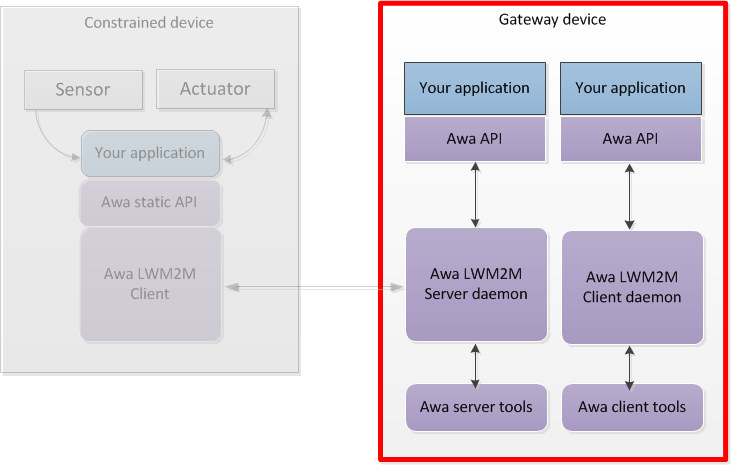 Constrained device
Sensor
Actuator
Your application
Awa static API
Awa LWM2M
Client
Gateway device
Your application
Awa API
Awa LWM2M
Server daemon
Awa server tools
Your application
Awa API
Awa LWM2M
Client daemon
Awa client tools